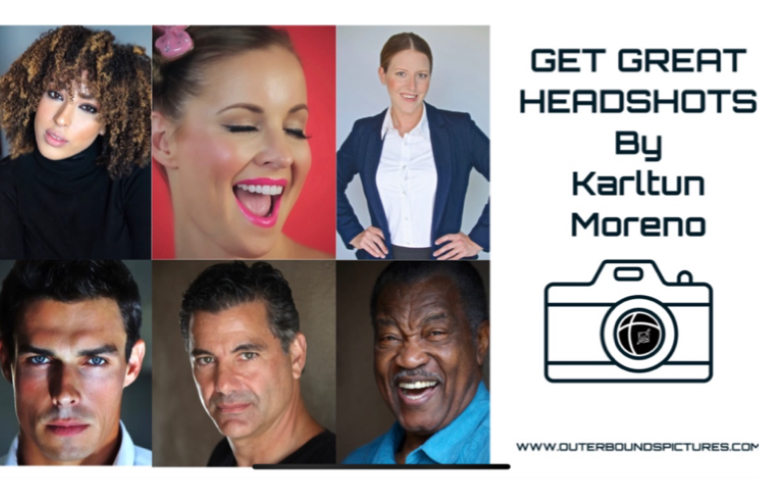 GET GREAT
HEADSHOTS
By
Karltun
Moreno
WWW.OUTERBOUNDSPICTURES.COM